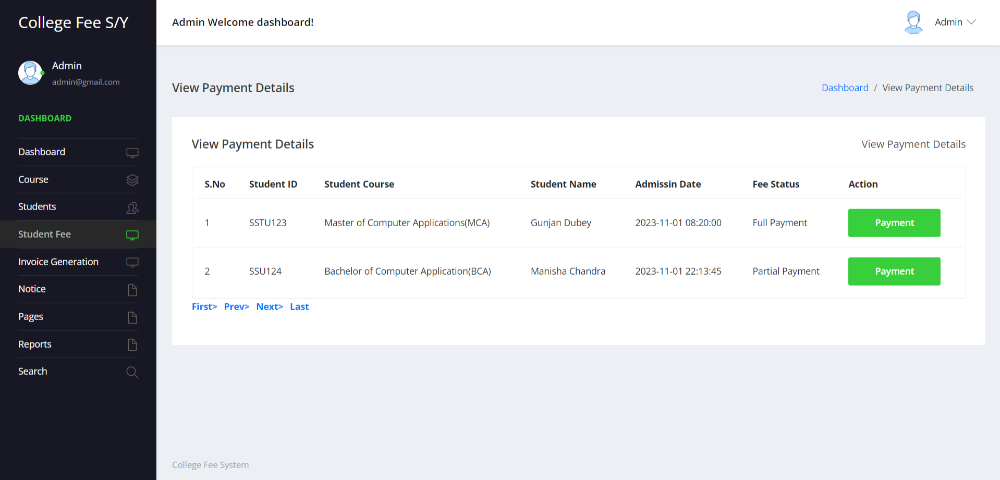 College Fee S/Y
Admin
admin@gmail.com
DASHBOARD
Dashboard
Course
Students
Student Fee
Invoice Generation
Notice
Pages
Reports
Search
Admin Welcome dashboard!
Admin
View Payment Details
Dashboard / View Payment Details
View Payment Details
View Payment Details
S.No Student ID Student Course Student Name Admissin Date Fee Status Action
1 SSTU123 Master of Computer Applications(MCA) Gunjan Dubey 2023-11-01 08:20:00 Full Payment Payment
2 SSU124 Bachelor of Computer Application(BCA) Manisha Chandra 2023-11-01 22:13:45 Partial Payment Payment
First> Prev> Next> Last
College Fee System